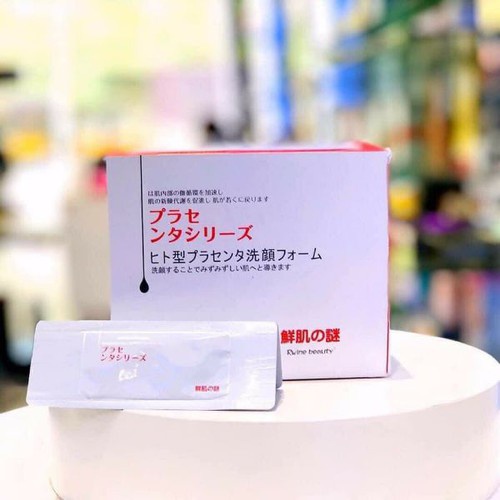 は肌内部の微循環を加速し
肌の新陳代謝を促進し 肌が若くに戻ります
プラセ
ンタシリーズ
ヒト型プラセンタ洗顔フォーム
洗顔することでみずみずしい肌へと導きます
鮮肌の謎
プラセ
ンタシリーズ
鮮肌の謎